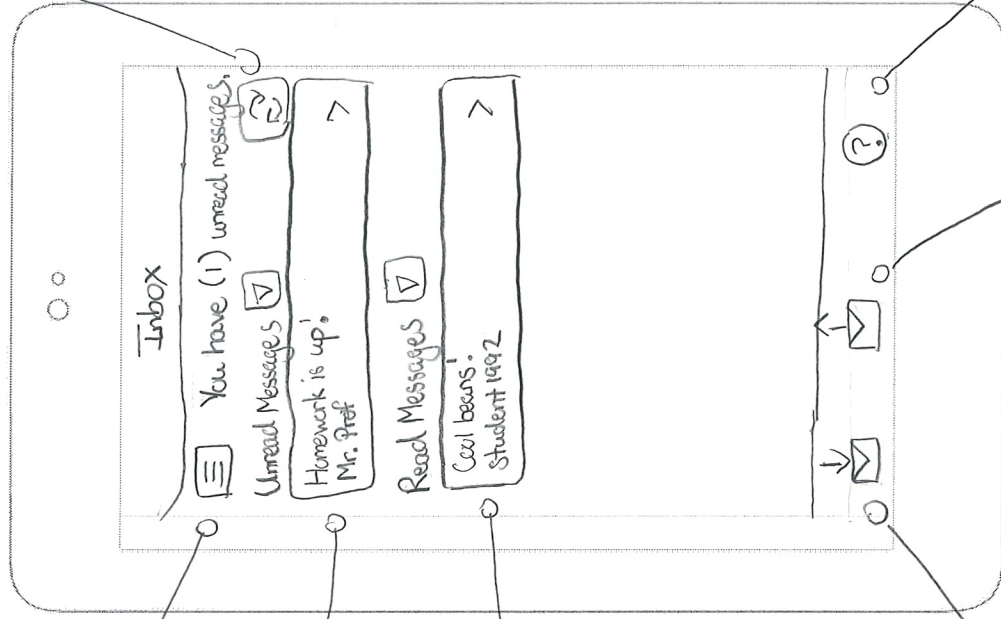 Inbox
You have (1) unread messages.
Unread Messages
Homework is up!
Mr. Prof
Read Messages
Cool beans!
Student1992
?